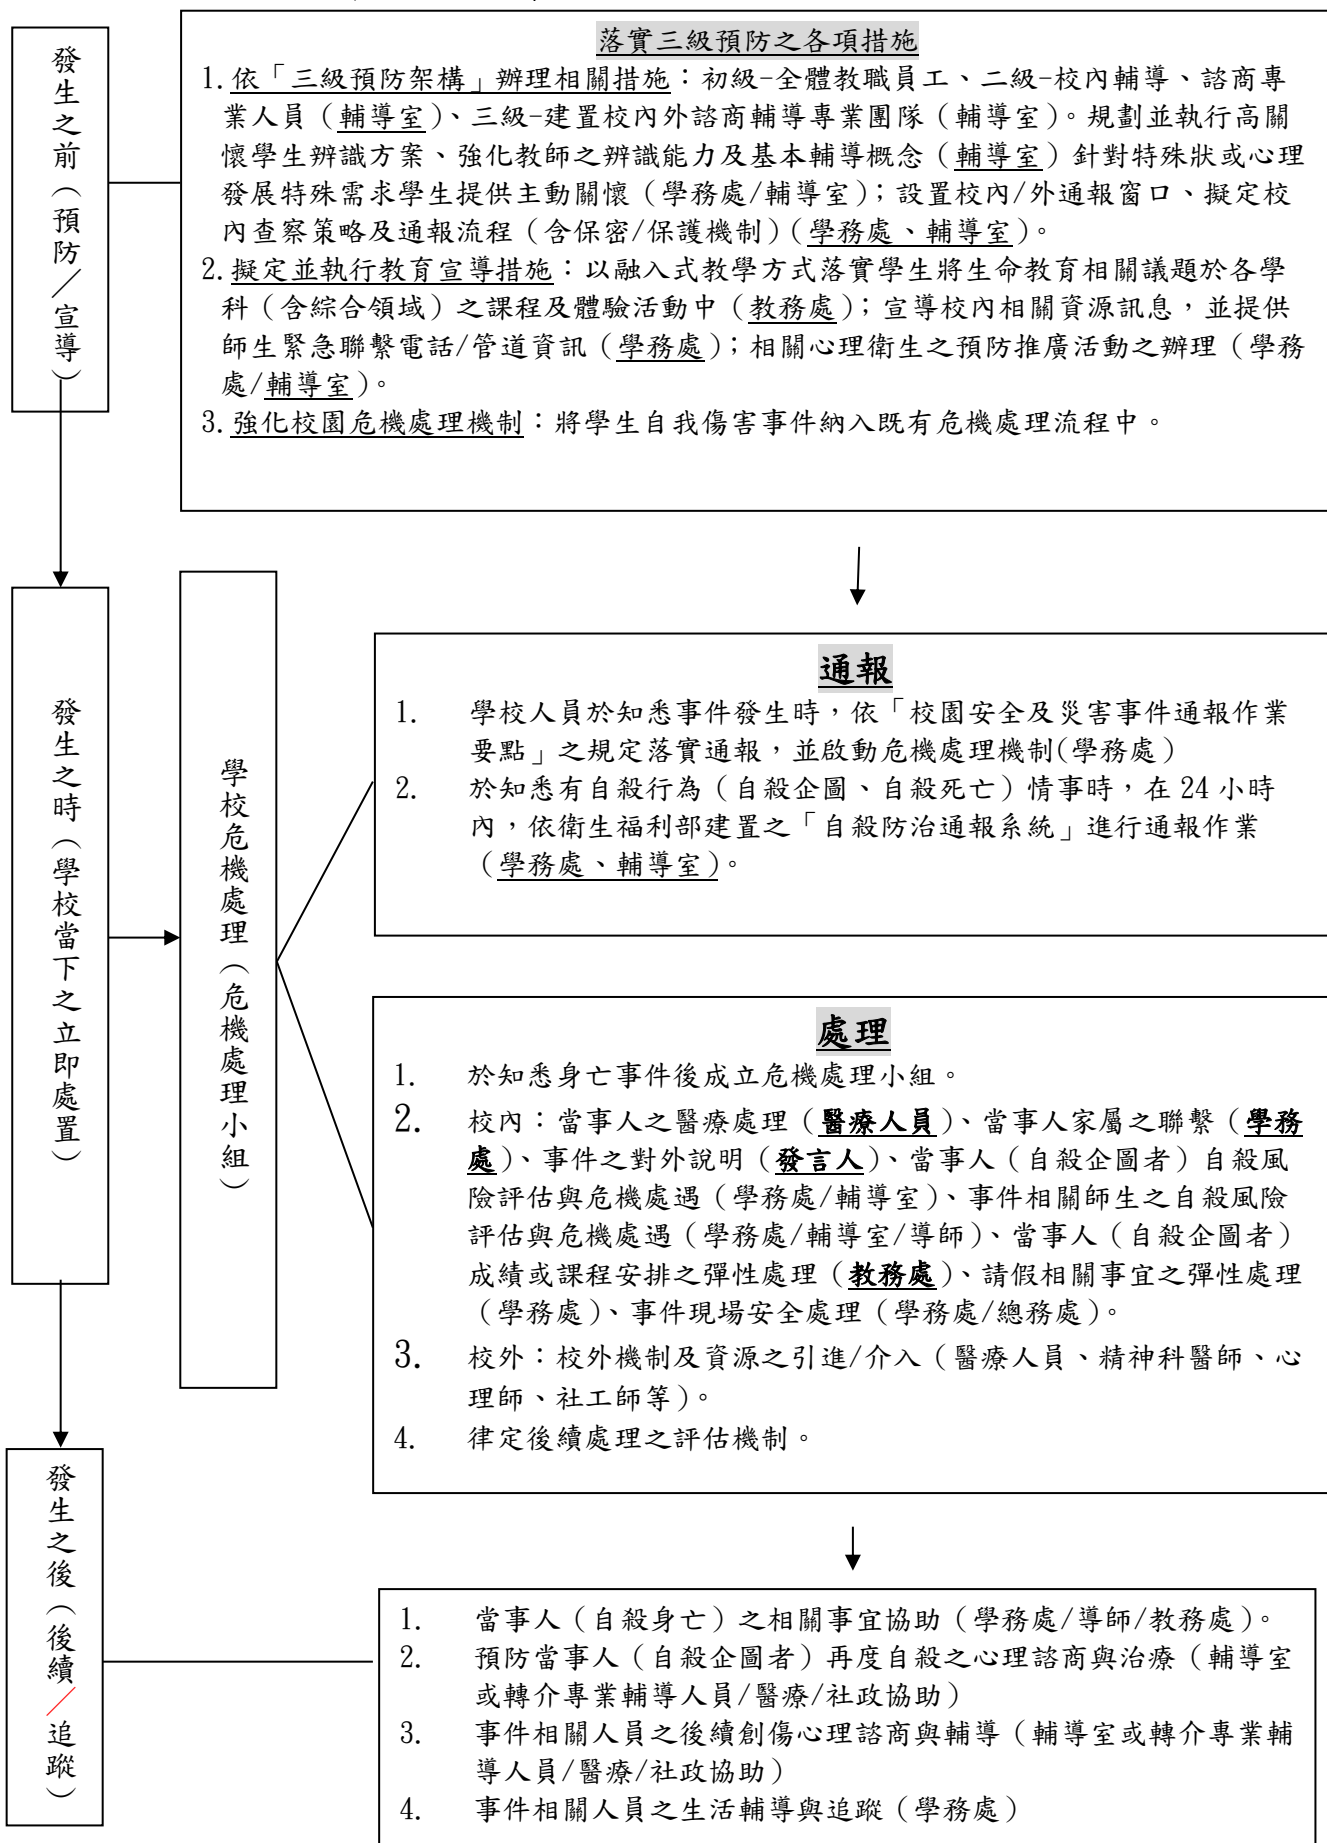 發生之前（預防／宣導）
落實三級預防之各項措施
1.依「三級預防架構」辦理相關措施：初級-全體教職員工、二級-校內輔導、諮商專
業人員（輔導室）、三級-建置校內外諮商輔導專業團隊（輔導室）。規劃並執行高關
懷學生辨識方案、強化教師之辨識能力及基本輔導概念（輔導室）針對特殊狀或心理
發展特殊需求學生提供主動關懷（學務處/輔導室）；設置校內/外通報窗口、擬定校
內查察策略及通報流程（含保密/保護機制）（學務處、輔導室）。
2.擬定並執行教育宣導措施：以融入式教學方式落實學生將生命教育相關議題於各學
科（含綜合領域）之課程及體驗活動中（教務處）；宣導校內相關資源訊息，並提供
師生緊急聯繫電話/管道資訊（學務處）；相關心理衛生之預防推廣活動之辦理（學務
處/輔導室）。
3.強化校園危機處理機制：將學生自我傷害事件納入既有危機處理流程中。
發生之時（學校當下之立即處置）
學校危機處理（危機處理小組）
通報
1. 學校人員於知悉事件發生時，依「校園安全及災害事件通報作業
要點」之規定落實通報，並啟動危機處理機制(學務處）
2. 於知悉有自殺行為（自殺企圖、自殺死亡）情事時，在 24 小時
內，依衛生福利部建置之「自殺防治通報系統」進行通報作業
（學務處、輔導室）。
處理
1. 於知悉身亡事件後成立危機處理小組。
2. 校內：當事人之醫療處理（醫療人員）、當事人家屬之聯繫（學務
處）、事件之對外說明（發言人）、當事人（自殺企圖者）自殺風
險評估與危機處遇（學務處/輔導室）、事件相關師生之自殺風險
評估與危機處遇（學務處/輔導室/導師）、當事人（自殺企圖者）
成績或課程安排之彈性處理（教務處）、請假相關事宜之彈性處理
（學務處）、事件現場安全處理（學務處/總務處）。
3. 校外：校外機制及資源之引進/介入（醫療人員、精神科醫師、心
理師、社工師等）。
4. 律定後續處理之評估機制。
發生之後（後續／追蹤）
1. 當事人（自殺身亡）之相關事宜協助（學務處/導師/教務處）。
2. 預防當事人（自殺企圖者）再度自殺之心理諮商與治療（輔導室
或轉介專業輔導人員/醫療/社政協助）
3. 事件相關人員之後續創傷心理諮商與輔導（輔導室或轉介專業輔
導人員/醫療/社政協助）
4. 事件相關人員之生活輔導與追蹤（學務處）